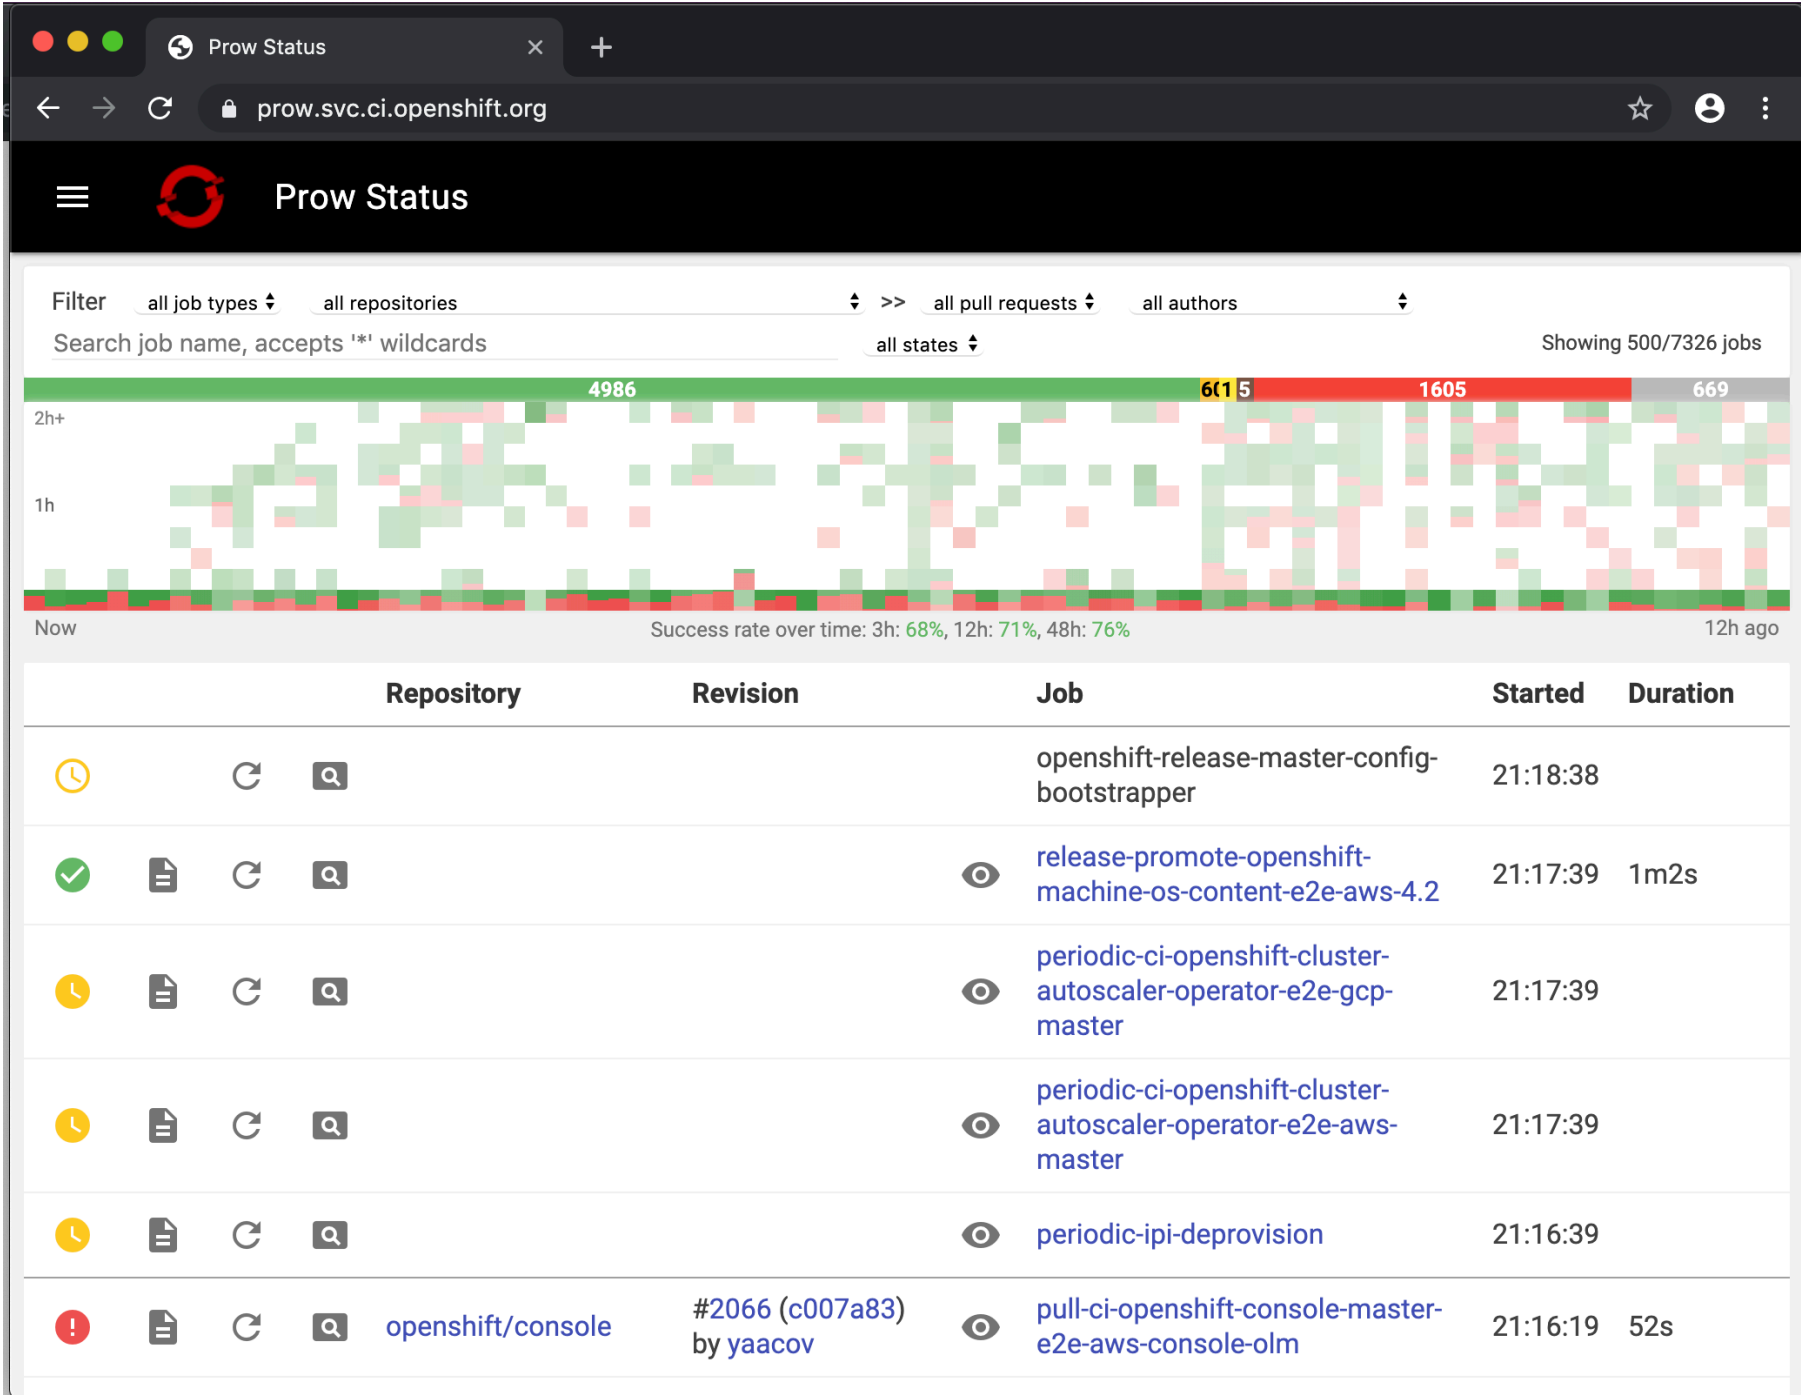 Prow Status
prow.svc.ci.openshift.org
Prow Status
Filter all job types all repositories >> all pull requests all authors
Search job name, accepts '*' wildcards all states Showing 500/7326 jobs
4986 1 5 1605 669
2h+
1h
Now Success rate over time: 3h: 68%, 12h: 71%, 48h: 76% 12h ago
Repository Revision Job Started Duration
openshift-release-master-config-
bootstrapper
21:18:38
release-promote-openshift-
machine-os-content-e2e-aws-4.2
21:17:39 1m2s
periodic-ci-openshift-cluster-
autoscaler-operator-e2e-gcp-
master
21:17:39
periodic-ci-openshift-cluster-
autoscaler-operator-e2e-aws-
master
21:17:39
periodic-ipi-deprovision 21:16:39
openshift/console
#2066 (c007a83)
by yaacov
pull-ci-openshift-console-master-
e2e-aws-console-olm
21:16:19 52s